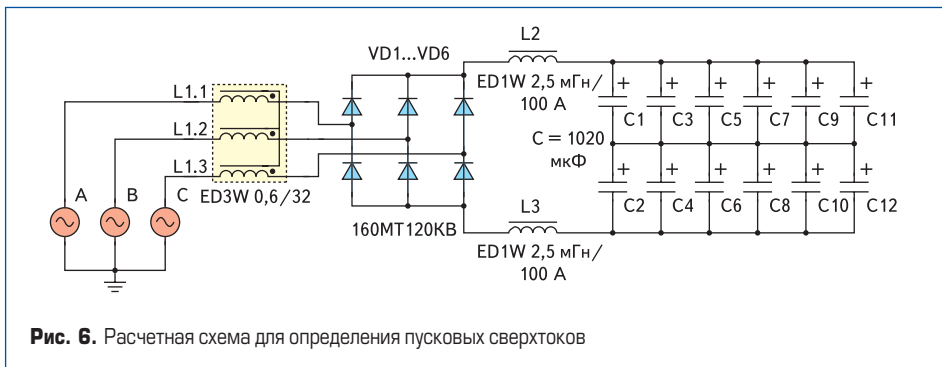 L2
VD1...VD6
ED1W 2,5 мГн/
100 А
L1.1
L1.2
L1.3
ED3W 0,6/32
A
B
C
160MT120KB
L3
ED1W 2,5 мГн/
100 А
C = 1020
мкФ
+ + + + + +
C1 C3 C5 C7 C9 C11
+ + + + + +
C2 C4 C6 C8 C10 C12
Рис. 6. Расчетная схема для определения пусковых сверхтоков